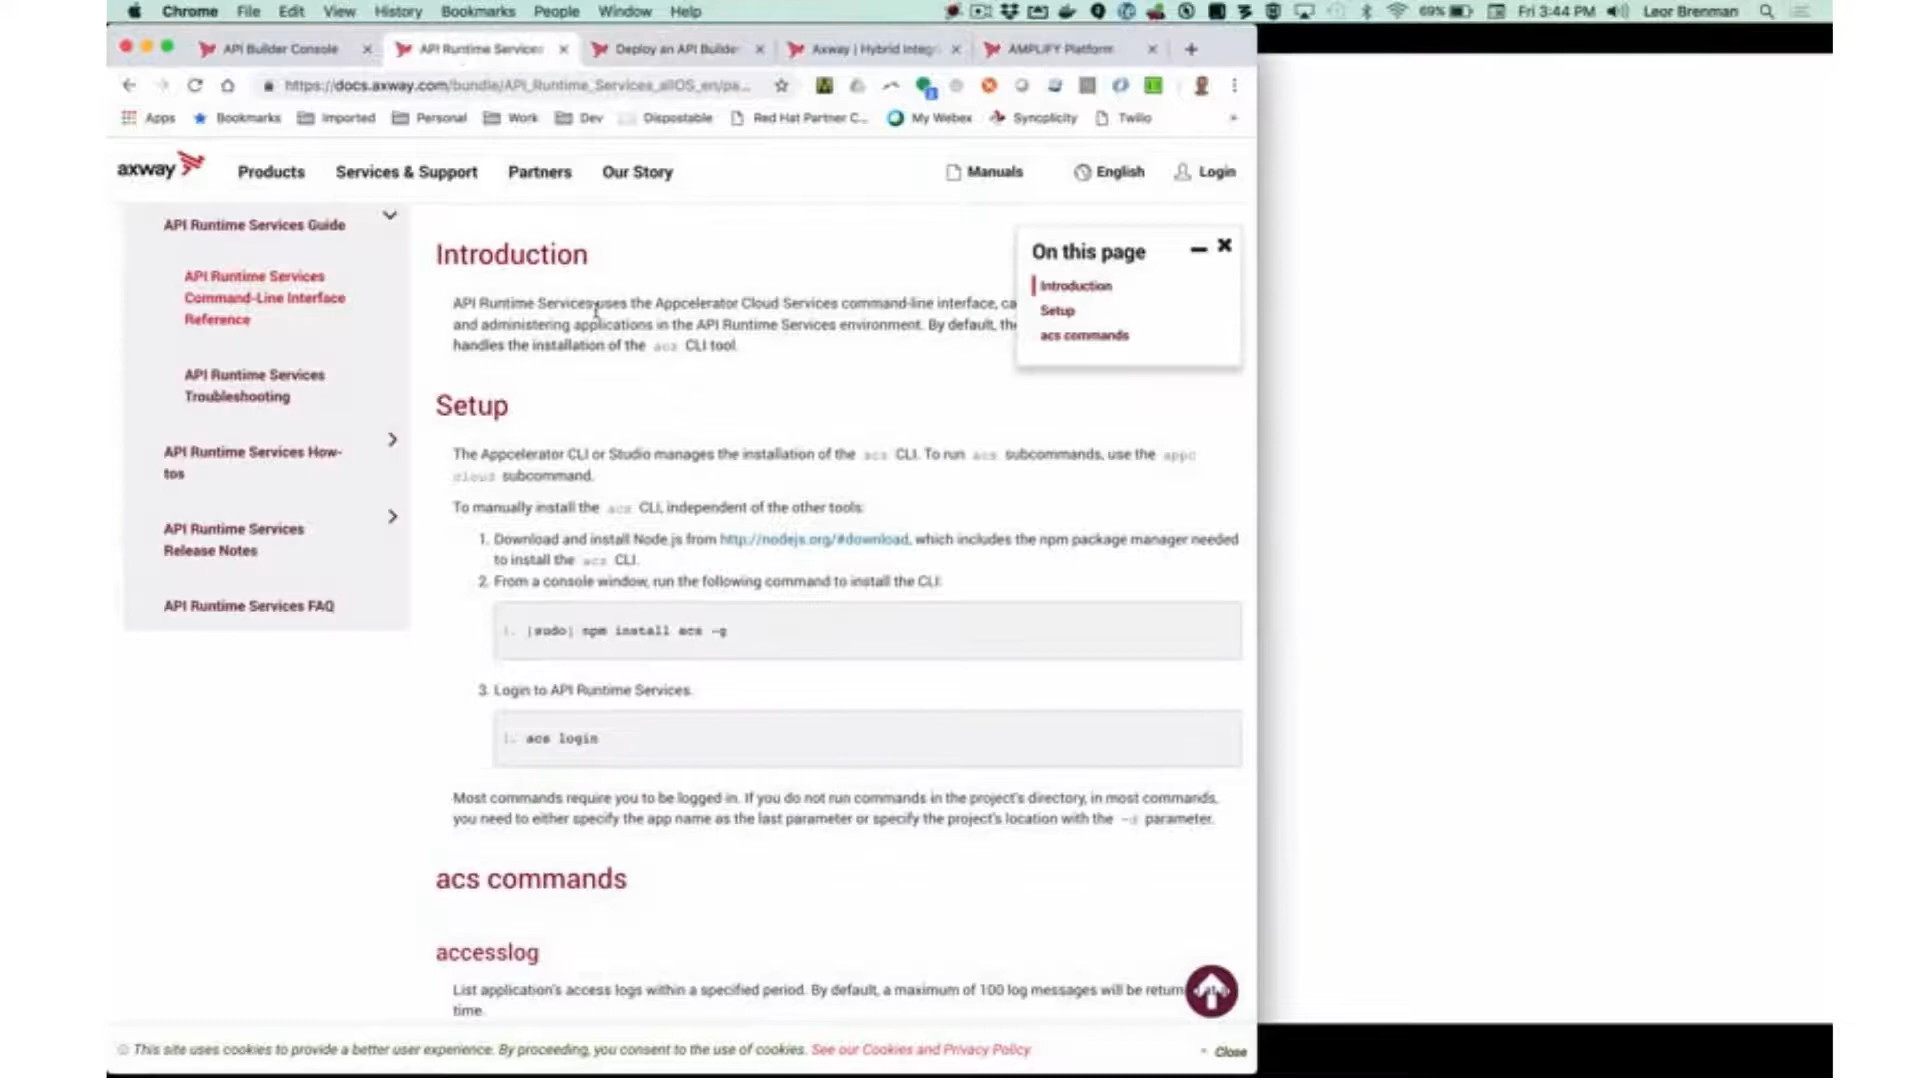 Chrome File Edit View History Bookmarks People Window Help 69% Fri 3:44 PM Leor Brenman
API Builder Console API Runtime Services Deploy an API Builde Axway | Hybrid Integ AMPLIFY Platform
https://docs.axway.com/bundle/API_Runtime_Services_allOS_en/pa...
Apps Bookmarks Imported Personal Work Dev Dispostable Red Hat Partner C... My Webex Syncplicity Twilio
axway Products Services & Support Partners Our Story Manuals English Login
API Runtime Services Guide
API Runtime Services
Command-Line Interface
Reference
API Runtime Services
Troubleshooting
API Runtime Services How-
tos
API Runtime Services
Release Notes
API Runtime Services FAQ
Introduction
API Runtime Services uses the Appcelerator Cloud Services command-line interface, ca
and administering applications in the API Runtime Services environment. By default, the
handles the installation of the acs CLI tool.
On this page
Introduction
Setup
acs commands
Setup
The Appcelerator CLI or Studio manages the installation of the acs CLI. To run acs subcommands, use the appc
cloud subcommand.
To manually install the acs CLI, independent of the other tools:
1. Download and install Node.js from http://nodejs.org/#download, which includes the npm package manager needed
to install the acs CLI.
2. From a console window, run the following command to install the CLI:
1. [sudo] npm install acs -g
3. Login to API Runtime Services.
1. acs login
Most commands require you to be logged in. If you do not run commands in the project's directory, in most commands,
you need to either specify the app name as the last parameter or specify the project's location with the -d parameter.
acs commands
accesslog
List application's access logs within a specified period. By default, a maximum of 100 log messages will be return at a
time.
This site uses cookies to provide a better user experience. By proceeding, you consent to the use of cookies. See our Cookies and Privacy Policy Close